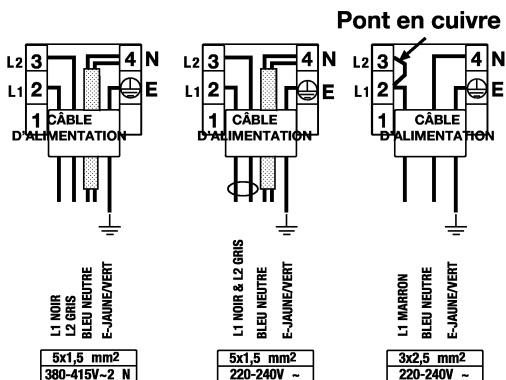 Pont en cuivre
L2 3 4 N
L1 2 E
1
CÂBLE
D'ALIMENTATION
L1 NOIR
L2 GRIS
BLEU NEUTRE
E-JAUNE/VERT
5x1,5 mm2
380-415V~2 N
L2 3 4 N
L1 2 E
1
CÂBLE
D'ALIMENTATION
L1 NOIR & L2 GRIS
BLEU NEUTRE
E-JAUNE/VERT
5x1,5 mm2
220-240V ~
L2 3 4 N
L1 2 E
1
CÂBLE
D'ALIMENTATION
L1 MARRON
BLEU NEUTRE
E-JAUNE/VERT
3x2,5 mm2
220-240V ~